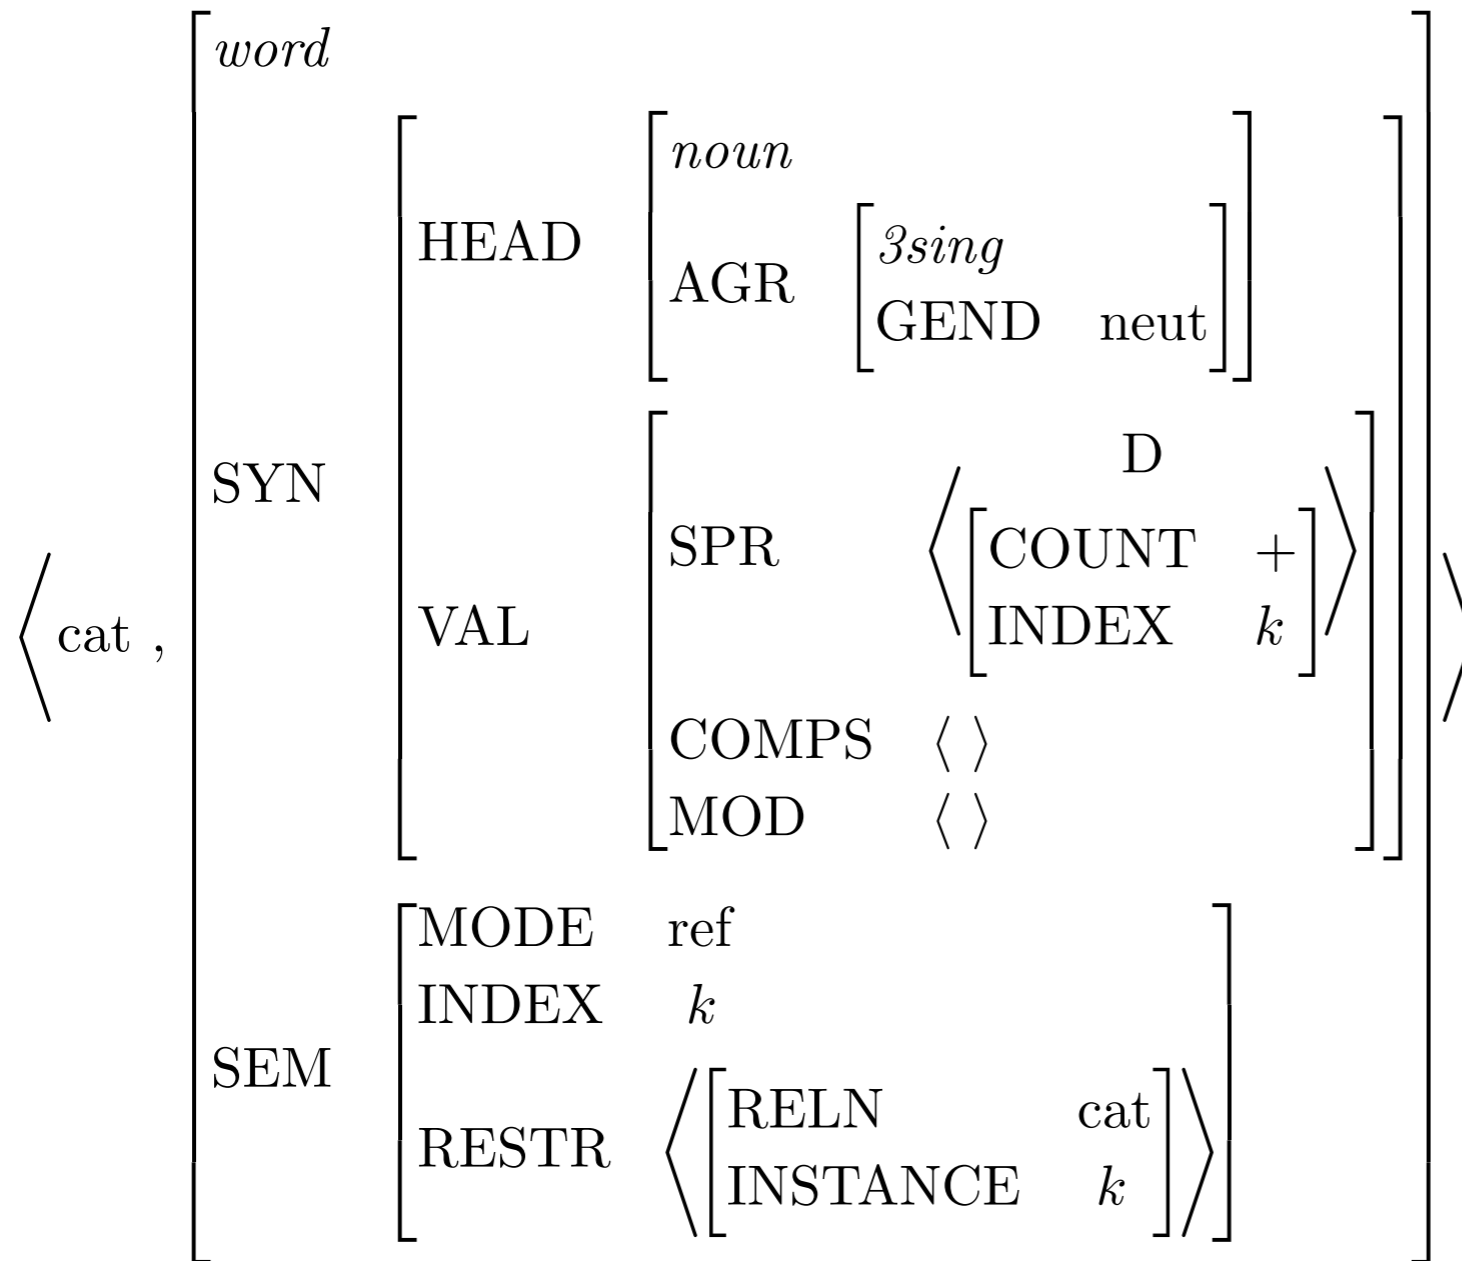 word
noun
HEAD
3sing
AGR
GEND neut
D
SYN
SPR ⟨ [ COUNT +
INDEX k ] ⟩
VAL
⟨ cat ,
COMPS ⟨ ⟩
MOD ⟨ ⟩
MODE ref
INDEX k
SEM
RELN cat
RESTR
INSTANCE k